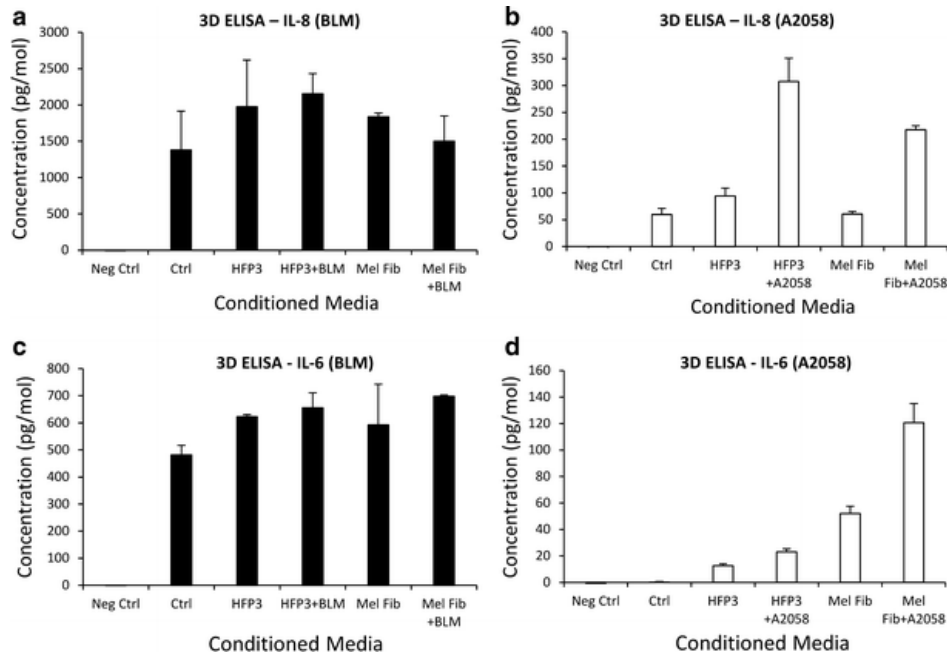 a
3D ELISA – IL-8 (BLM)
Concentration (pg/mol)
3000
2500
2000
1500
1000
500
0
Neg Ctrl
Ctrl
HFP3
HFP3+BLM
Mel Fib
Mel Fib
+BLM
Conditioned Media
b
3D ELISA – IL-8 (A2058)
Concentration (pg/mol)
400
350
300
250
200
150
100
50
0
Neg Ctrl
Ctrl
HFP3
HFP3
+A2058
Mel Fib
Mel
Fib+A2058
Conditioned Media
c
3D ELISA - IL-6 (BLM)
Concentration (pg/mol)
800
700
600
500
400
300
200
100
0
Neg Ctrl
Ctrl
HFP3
HFP3+BLM
Mel Fib
Mel Fib
+BLM
Conditioned Media
d
3D ELISA - IL-6 (A2058)
Concentration (pg/mol)
160
140
120
100
80
60
40
20
0
Neg Ctrl
Ctrl
HFP3
HFP3
+A2058
Mel Fib
Mel
Fib+A2058
Conditioned Media